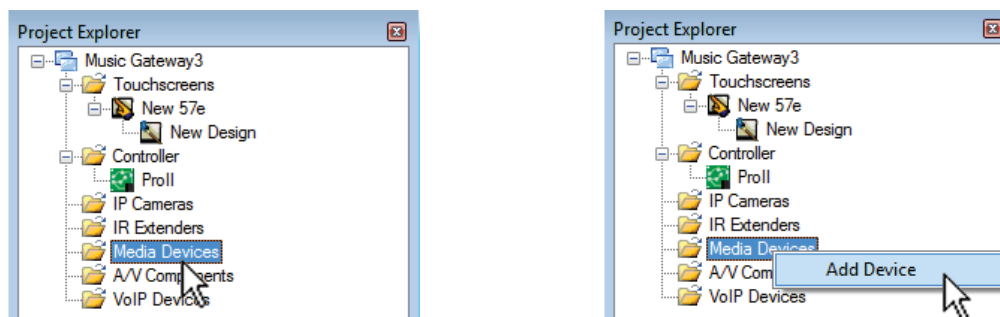 Project Explorer
Music Gateway3
Touchscreens
New 57e
New Design
Controller
ProII
IP Cameras
IR Extenders
Media Devices
A/V Components
VoIP Devices
Project Explorer
Music Gateway3
Touchscreens
New 57e
New Design
Controller
ProII
IP Cameras
IR Extenders
Media Devices
A/V Com
Add Device
VoIP Devices